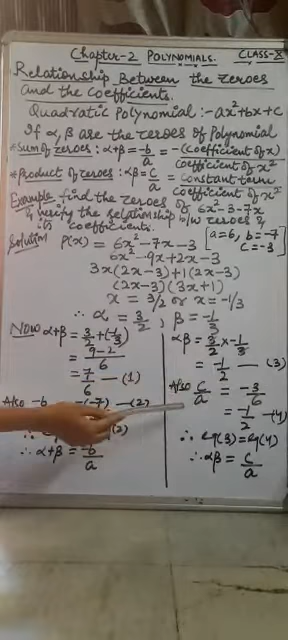 Chapter-2 POLYNOMIALS. CLASS-X
Relationship Between the Zeroes
and the Coefficients.
Quadratic Polynomial :- ax²+bx+c
If α, β are the zeroes of Polynomial
*Sum of zeroes : α+β = -b/a = -(Coefficient of x)/Coefficient of x²
*Product of zeroes : αβ = c/a = Constant term/Coefficient of x²
Example find the zeroes of 6x²-3-7x
& verify the relationship b/w zeroes &
its coefficients.
Solution P(x) = 6x²-7x-3 [a=6, b=-7 c=-3]
6x²-9x+2x-3
3x(2x-3)+1(2x-3)
(2x-3)(3x+1)
x = 3/2 or x = -1/3
∴ α = 3/2 , β = -1/3
Now α+β = 3/2+(-1/3)
= 9-2/6
= 7/6 — (1)
Also -b -(-7) — (2)
(2)
∴ α+β = -b/a
αβ = 3/2 × -1/3
= -1/2 — (3)
Also c/a = -3/6
= -1/2 — (4)
∴ eq(3) = eq(4)
∴ αβ = c/a